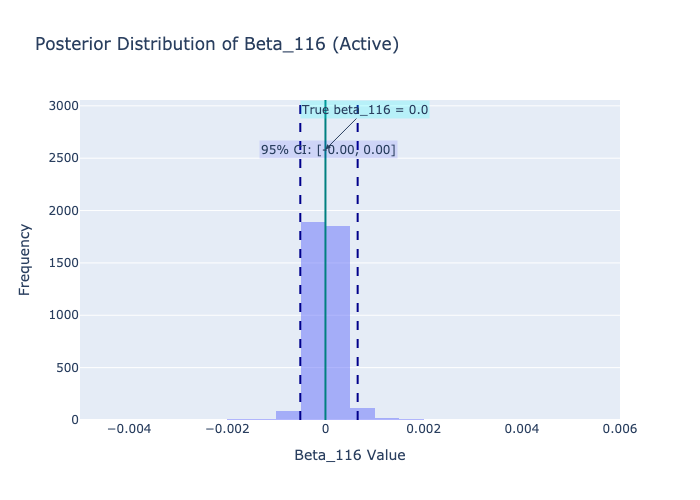 Posterior Distribution of Beta_116 (Active)
3000
True beta_116 = 0.0
95% CI: [-0.00, 0.00]
2500
2000
1500
1000
500
0
Frequency
−0.004
−0.002
0
0.002
0.004
0.006
Beta_116 Value